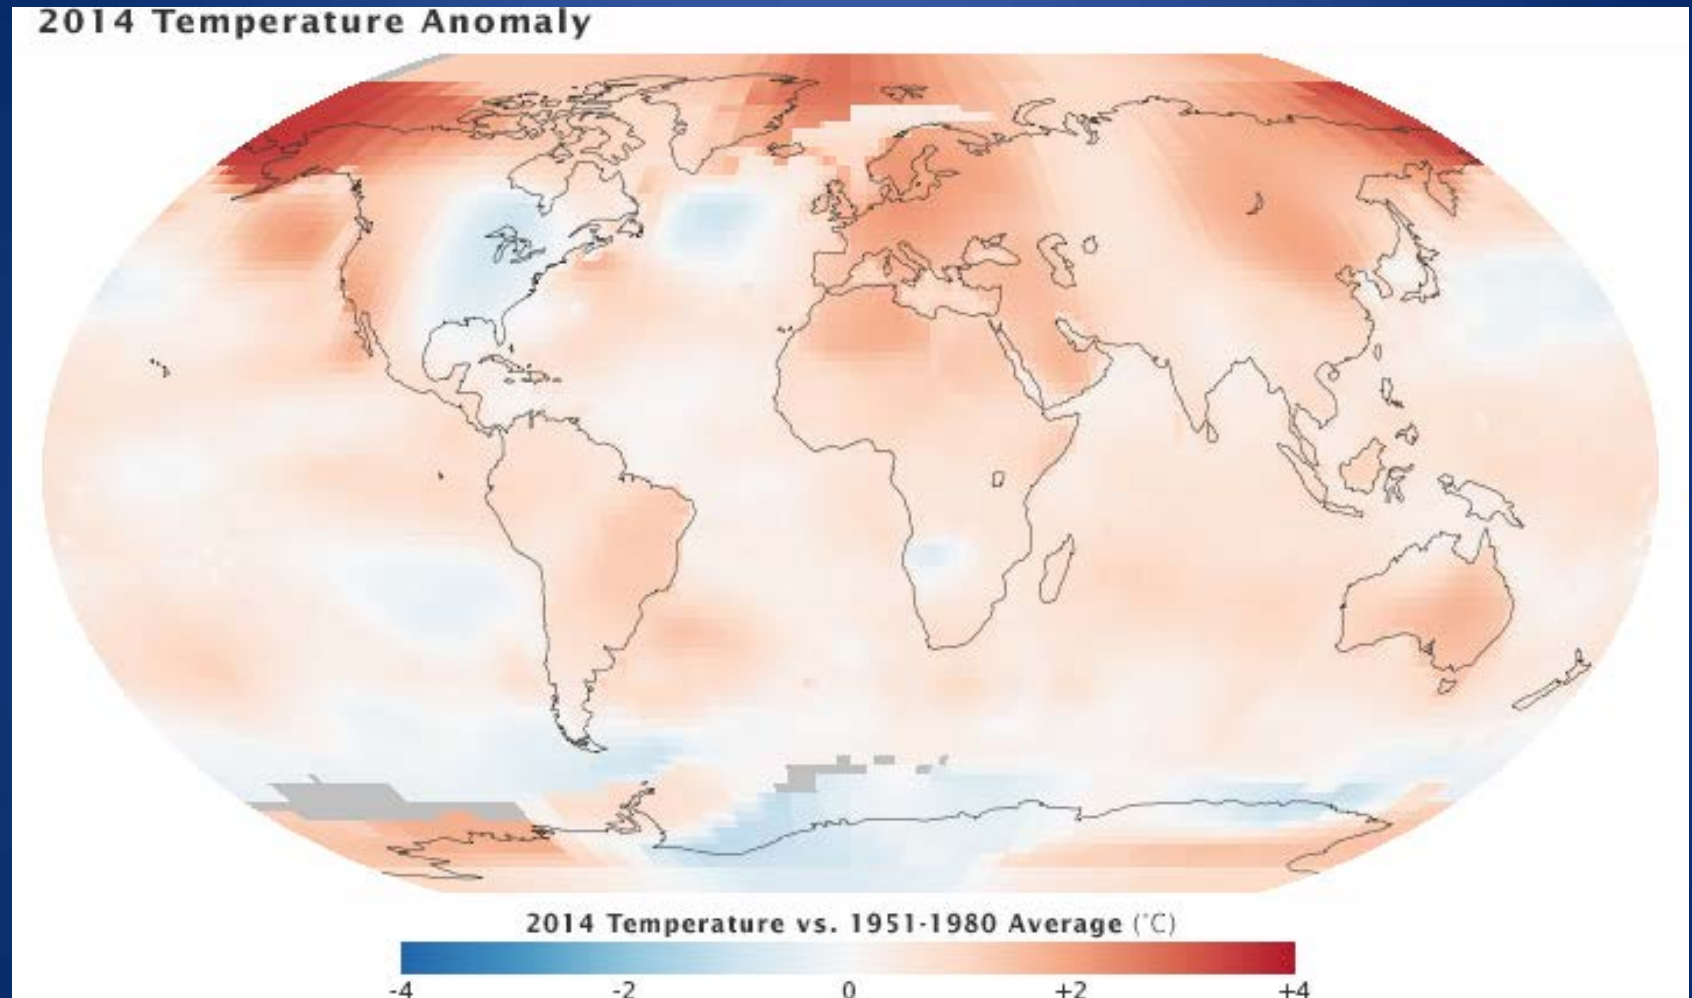 2014 Temperature Anomaly
2014 Temperature vs. 1951-1980 Average (°C)
-4 -2 0 +2 +4